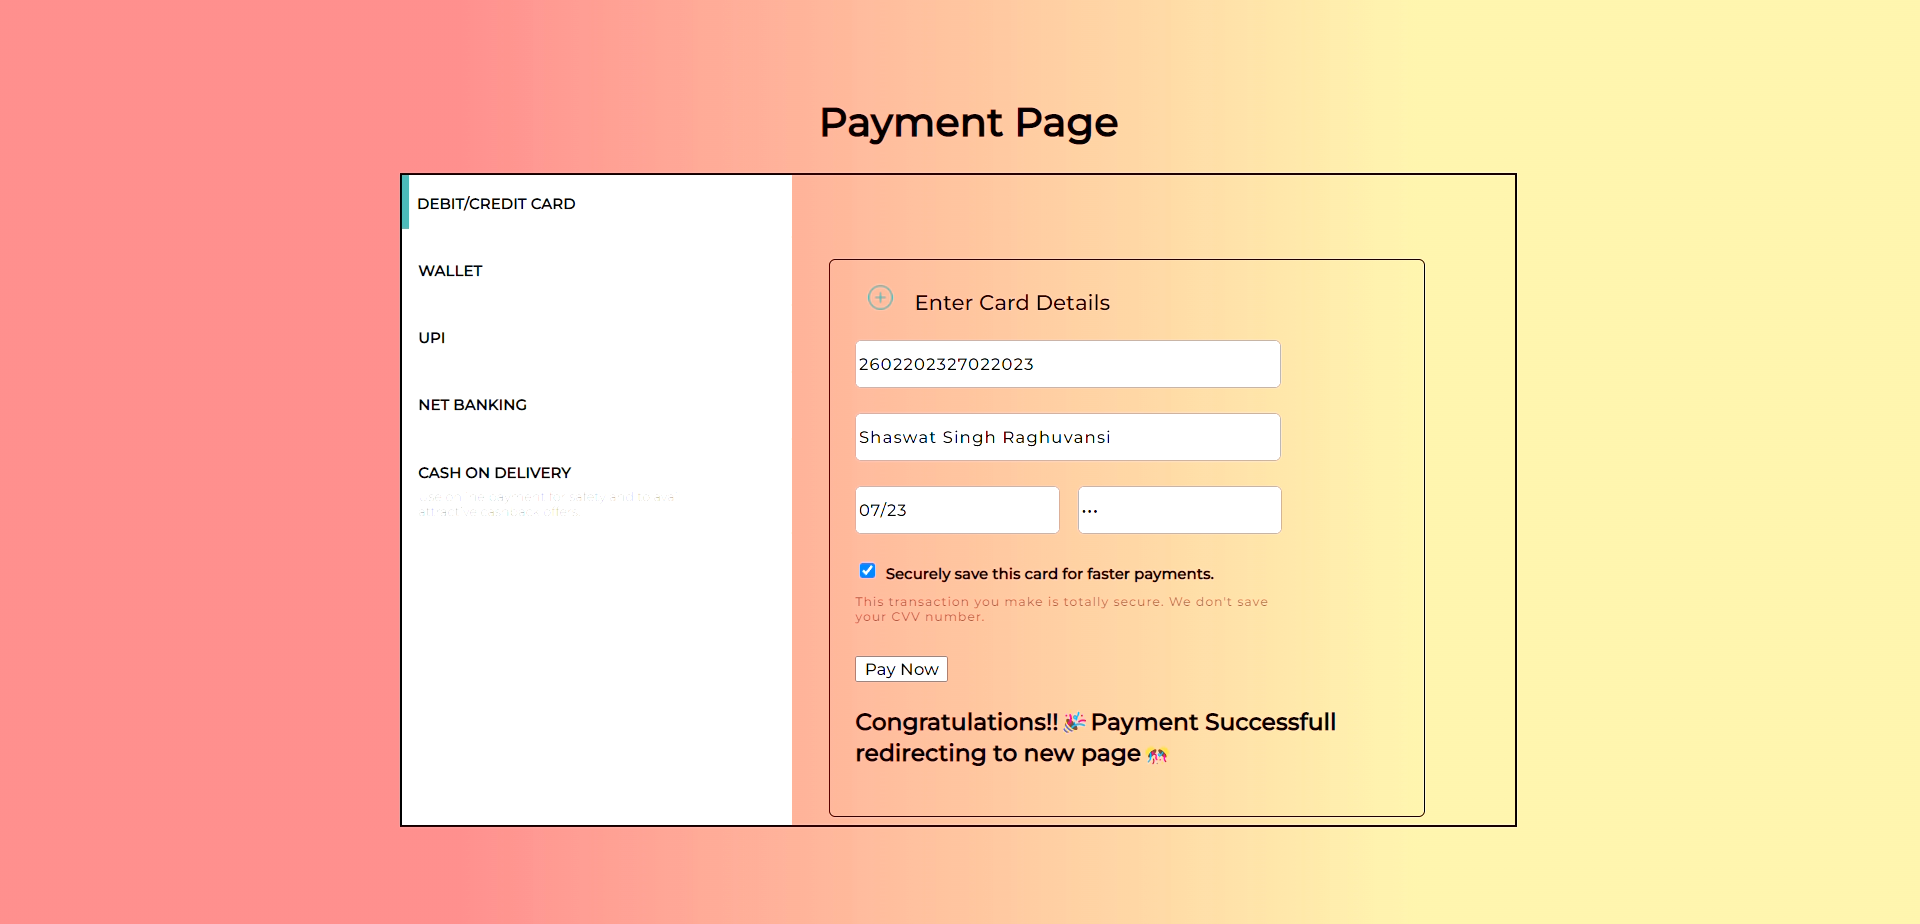 Payment Page
DEBIT/CREDIT CARD
WALLET
UPI
NET BANKING
CASH ON DELIVERY
Use online payment for safety and to
attractive cashback offers.
Enter Card Details
2602202327022023
Shaswat Singh Raghuvansi
07/23
•••
Securely save this card for faster payments.
This transaction you make is totally secure. We don't save
your CVV number.
Pay Now
Congratulations!! 🎉 Payment Successfull
redirecting to new page 🎊